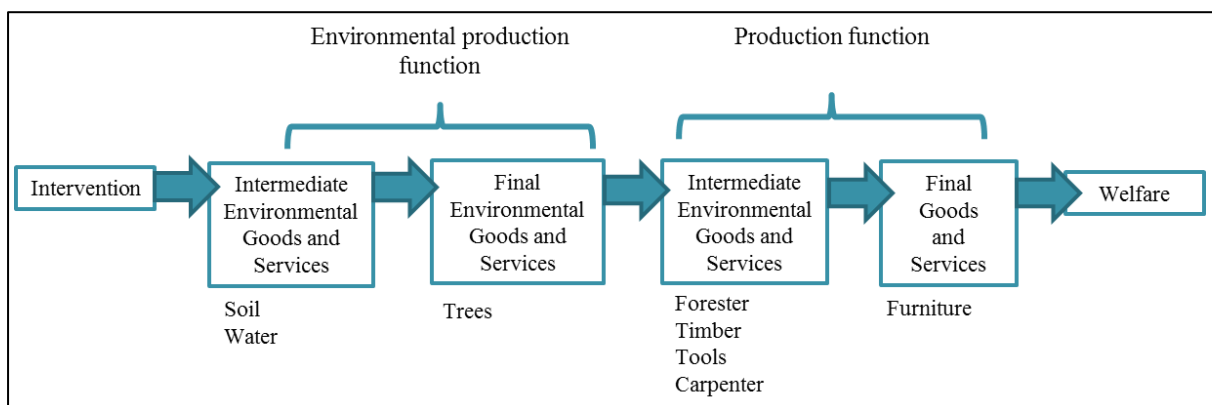 Environmental production
function
Production function
Intervention
Intermediate
Environmental
Goods and
Services
Final
Environmental
Goods and
Services
Intermediate
Environmental
Goods and
Services
Final
Goods
and
Services
Welfare
Soil
Water
Trees
Forester
Timber
Tools
Carpenter
Furniture